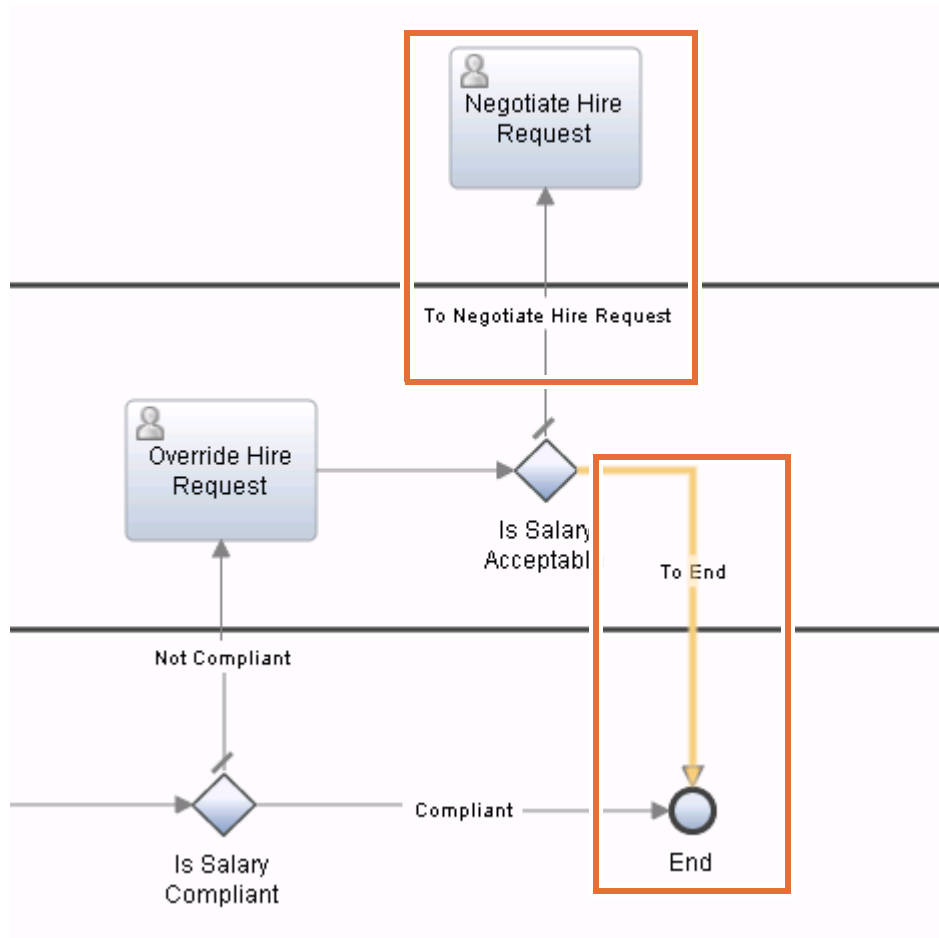 Negotiate Hire
Request
To Negotiate Hire Request
Override Hire
Request
Is Salary
Acceptabl
To End
Not Compliant
Compliant
Is Salary
Compliant
End